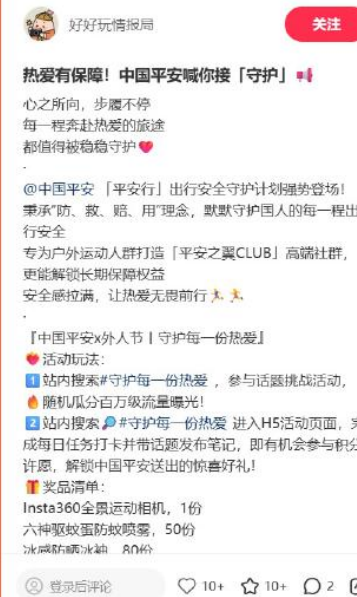 好好玩情报局
关注
热爱有保障！中国平安喊你接「守护」📢
心之所向，步履不停
每一程奔赴热爱的旅途
都值得被稳稳守护❤️
·
@中国平安 「平安行」出行安全守护计划强势登场！
秉承“防、救、赔、用”理念，默默守护国人的每一程出
行安全
专为户外运动人群打造「平安之翼CLUB」高端社群，
更能解锁长期保障权益
安全感拉满，让热爱无畏前行🏃🏃
·
『中国平安x外人节丨守护每一份热爱』
❤️活动玩法：
1️⃣站内搜索#守护每一份热爱 ，参与话题挑战活动，
🔥随机瓜分百万级流量曝光！
2️⃣站内搜索🔎#守护每一份热爱 进入H5活动页面，完
成每日任务打卡并带话题发布笔记，即有机会参与积分
许愿，解锁中国平安送出的惊喜好礼！
🎁奖品清单：
Insta360全景运动相机，1份
六神驱蚊蛋防蚊喷雾，50份
冰感防晒冰袖，80份
登录后评论
10+
10+
2